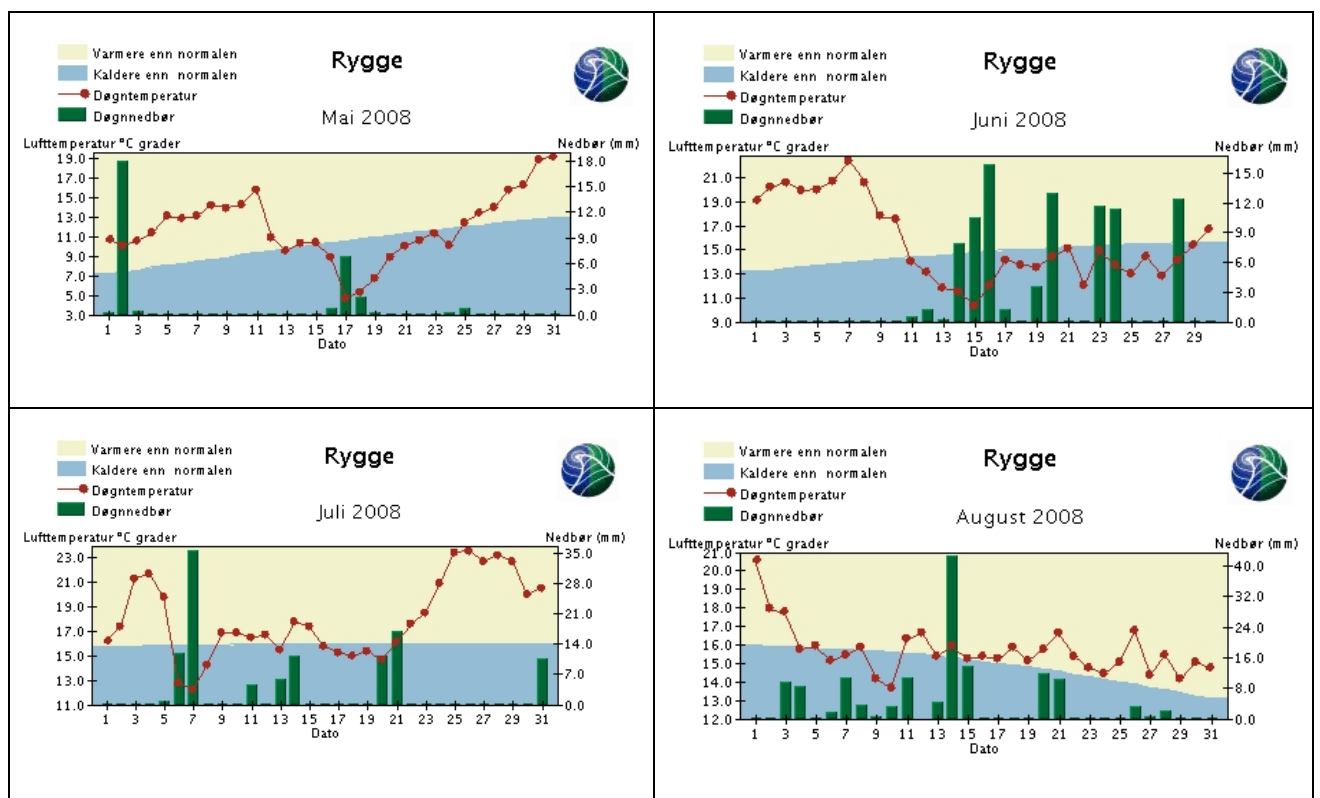 Varmere enn normalen
Kaldere enn normalen
Døgntemperatur
Døgnnedbør
Rygge
Mai 2008
Lufttemperatur °C grader
Nedbør (mm)
19.0
17.0
15.0
13.0
11.0
9.0
7.0
5.0
3.0
18.0
15.0
12.0
9.0
6.0
3.0
0.0
1 3 5 7 9 11 13 15 17 19 21 23 25 27 29 31
Dato
Varmere enn normalen
Kaldere enn normalen
Døgntemperatur
Døgnnedbør
Rygge
Juni 2008
Lufttemperatur °C grader
Nedbør (mm)
21.0
19.0
17.0
15.0
13.0
11.0
9.0
15.0
12.0
9.0
6.0
3.0
0.0
1 3 5 7 9 11 13 15 17 19 21 23 25 27 29
Dato
Varmere enn normalen
Kaldere enn normalen
Døgntemperatur
Døgnnedbør
Rygge
Juli 2008
Lufttemperatur °C grader
Nedbør (mm)
23.0
21.0
19.0
17.0
15.0
13.0
11.0
35.0
28.0
21.0
14.0
7.0
0.0
1 3 5 7 9 11 13 15 17 19 21 23 25 27 29 31
Dato
Varmere enn normalen
Kaldere enn normalen
Døgntemperatur
Døgnnedbør
Rygge
August 2008
Lufttemperatur °C grader
Nedbør (mm)
21.0
20.0
19.0
18.0
17.0
16.0
15.0
14.0
13.0
12.0
40.0
32.0
24.0
16.0
8.0
0.0
1 3 5 7 9 11 13 15 17 19 21 23 25 27 29 31
Dato